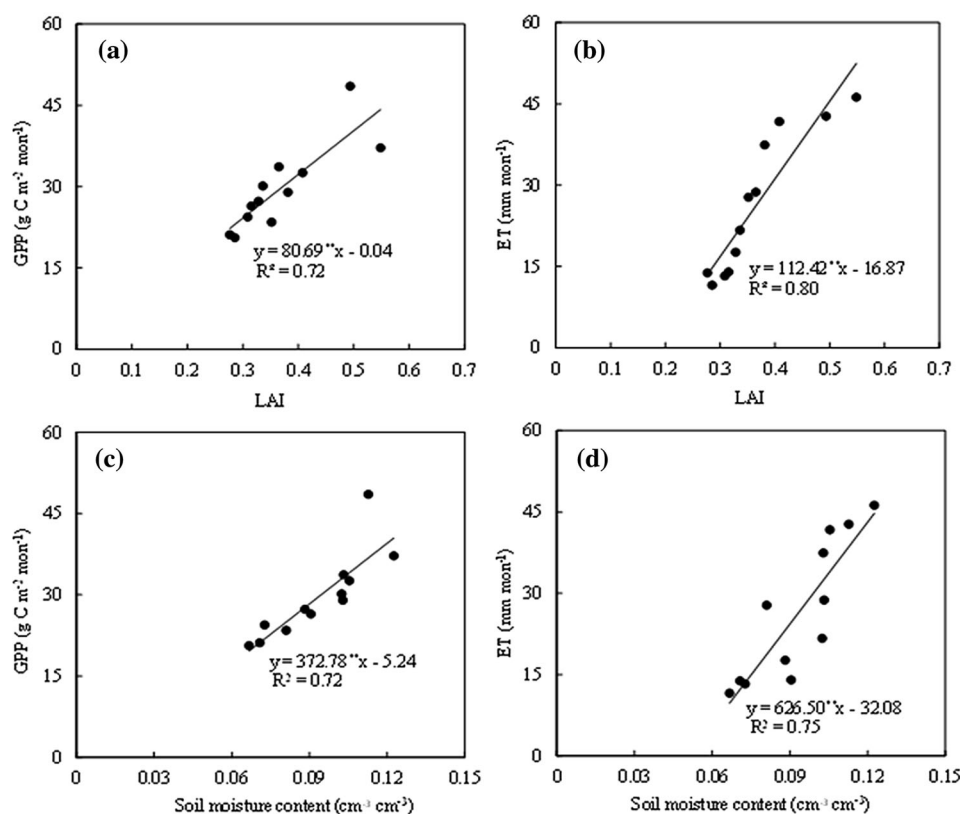 (a)
60
45
30
15
0
GPP (g C m⁻² mon⁻¹)
y = 80.69**x - 0.04
R² = 0.72
0 0.1 0.2 0.3 0.4 0.5 0.6 0.7
LAI
(b)
60
45
30
15
0
ET (mm mon⁻¹)
y = 112.42**x - 16.87
R² = 0.80
0 0.1 0.2 0.3 0.4 0.5 0.6 0.7
LAI
(c)
60
45
30
15
0
GPP (g C m⁻² mon⁻¹)
y = 372.78**x - 5.24
R² = 0.72
0 0.03 0.06 0.09 0.12 0.15
Soil moisture content (cm⁻³ cm⁻³)
(d)
60
45
30
15
0
ET (mm mon⁻¹)
y = 626.50**x - 32.08
R² = 0.75
0 0.03 0.06 0.09 0.12 0.15
Soil moisture content (cm⁻³ cm⁻³)